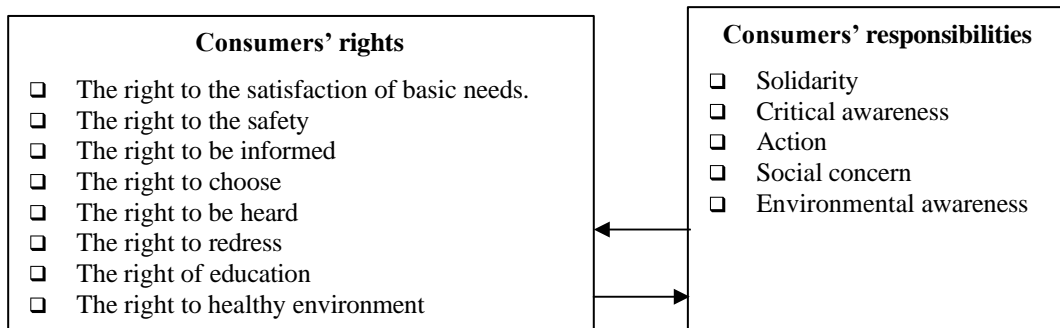 Consumers’ rights
❑ The right to the satisfaction of basic needs.
❑ The right to the safety
❑ The right to be informed
❑ The right to choose
❑ The right to be heard
❑ The right to redress
❑ The right of education
❑ The right to healthy environment
Consumers’ responsibilities
❑ Solidarity
❑ Critical awareness
❑ Action
❑ Social concern
❑ Environmental awareness